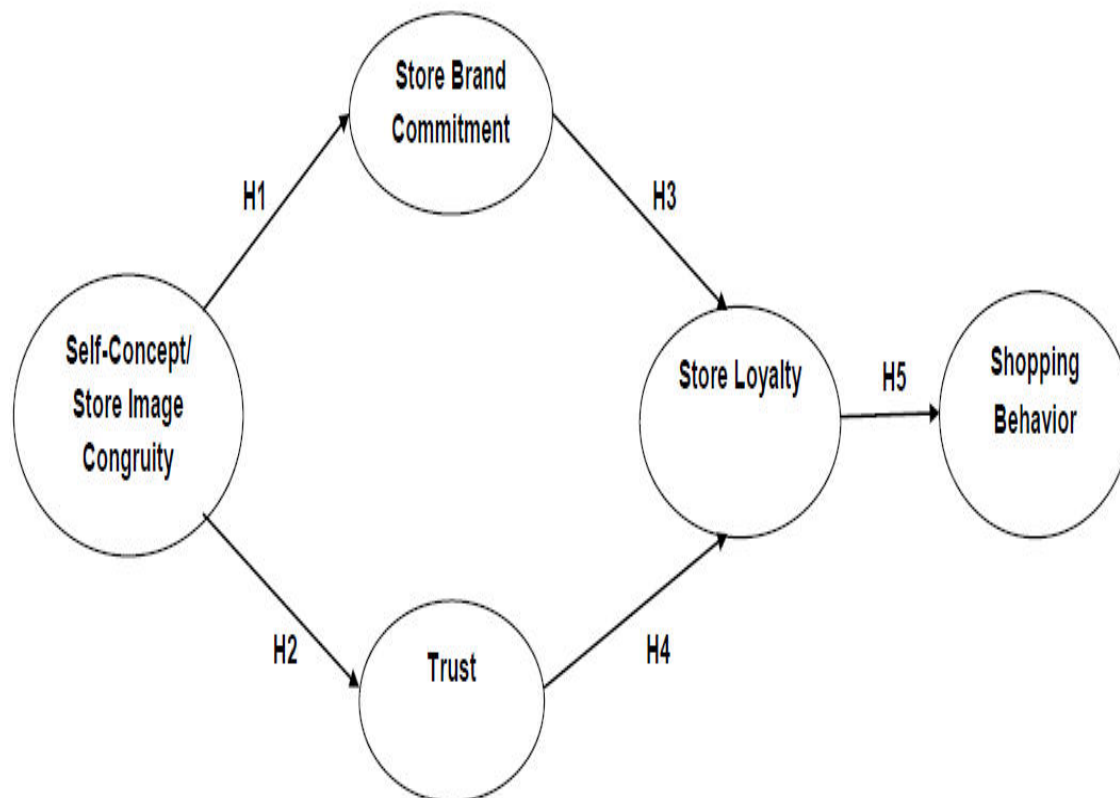 Store Brand
Commitment
H1
H3
Self-Concept/
Store Image
Congruity
Store Loyalty
H5
Shopping
Behavior
H2
Trust
H4